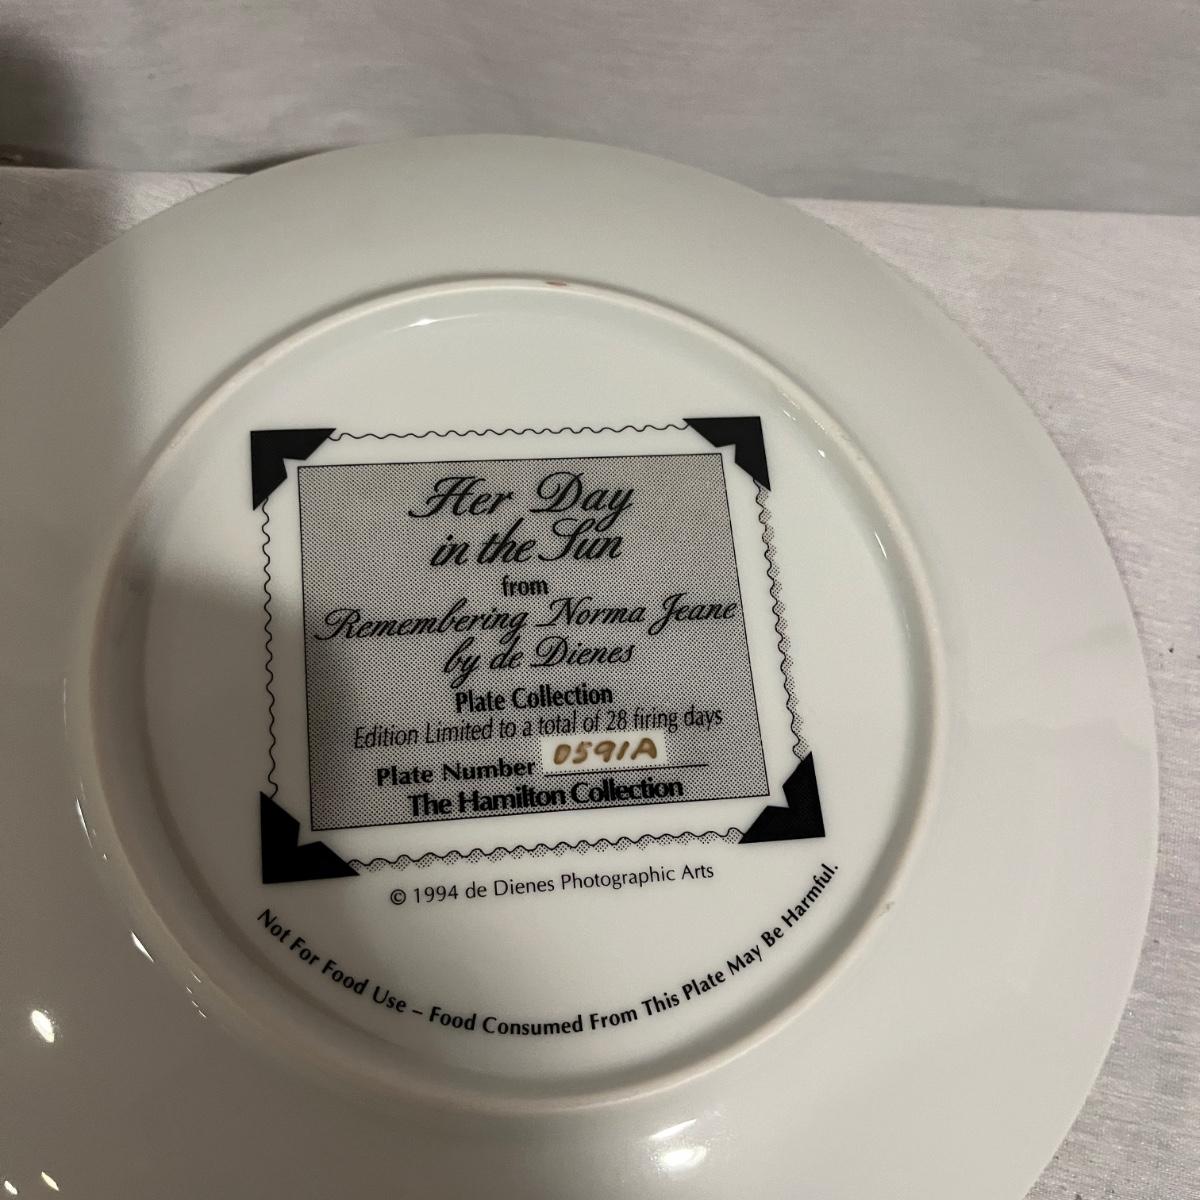 Her Day
in the Sun
from
Remembering Norma Jeane
by de Dienes
Plate Collection
Edition Limited to a total of 28 firing days
Plate Number 0591A
The Hamilton Collection
© 1994 de Dienes Photographic Arts
Not For Food Use – Food Consumed From This Plate May Be Harmful.